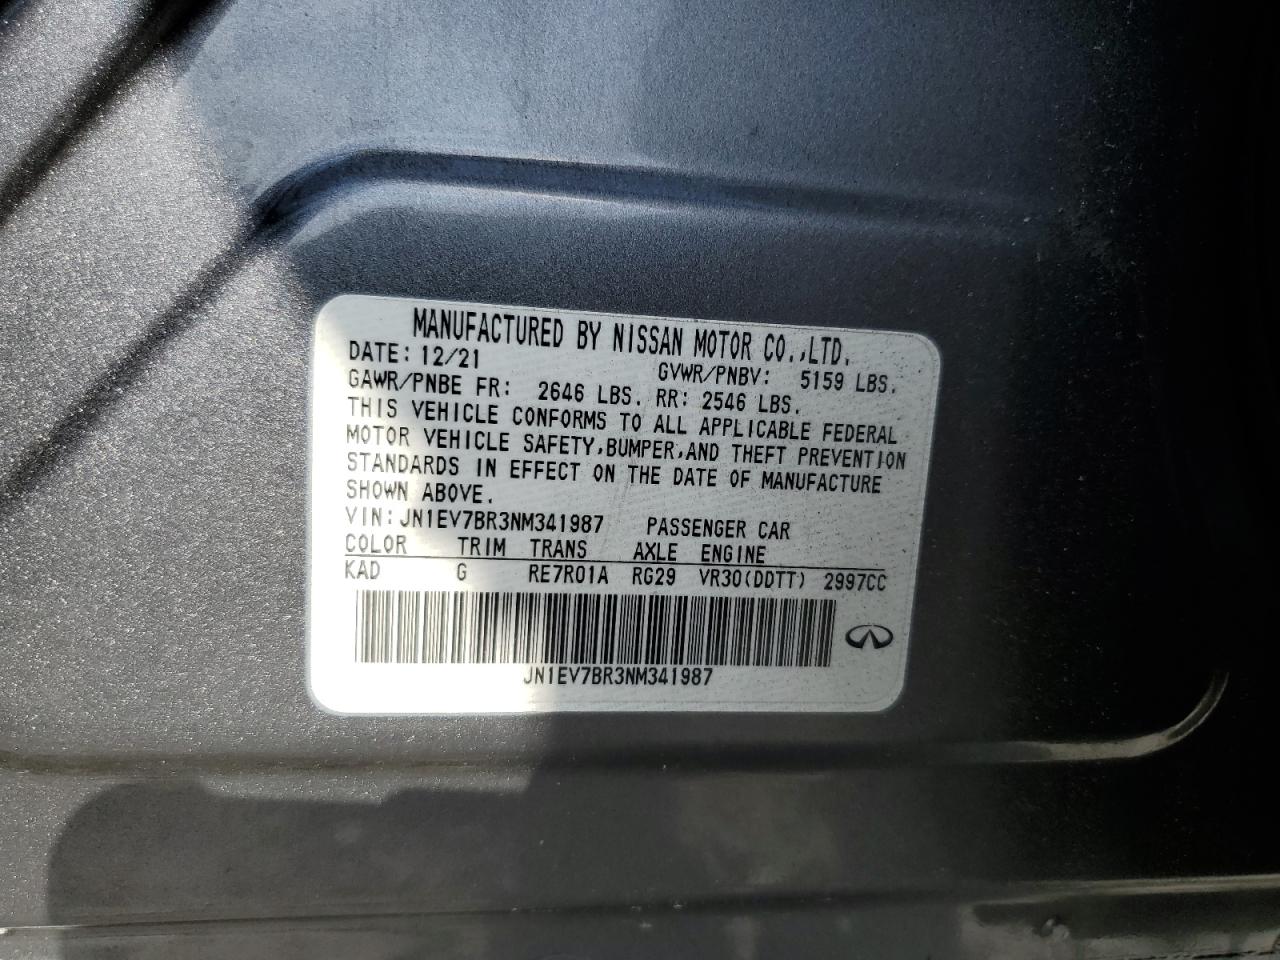 MANUFACTURED BY NISSAN MOTOR CO.,LTD.
DATE: 12/21 GVWR/PNBV: 5159 LBS.
GAWR/PNBE FR: 2646 LBS. RR: 2546 LBS.
THIS VEHICLE CONFORMS TO ALL APPLICABLE FEDERAL
MOTOR VEHICLE SAFETY,BUMPER,AND THEFT PREVENTION
STANDARDS IN EFFECT ON THE DATE OF MANUFACTURE
SHOWN ABOVE.
VIN:JN1EV7BR3NM341987 PASSENGER CAR
COLOR TRIM TRANS AXLE ENGINE
KAD G RE7R01A RG29 VR30(DDTT) 2997CC
JN1EV7BR3NM341987